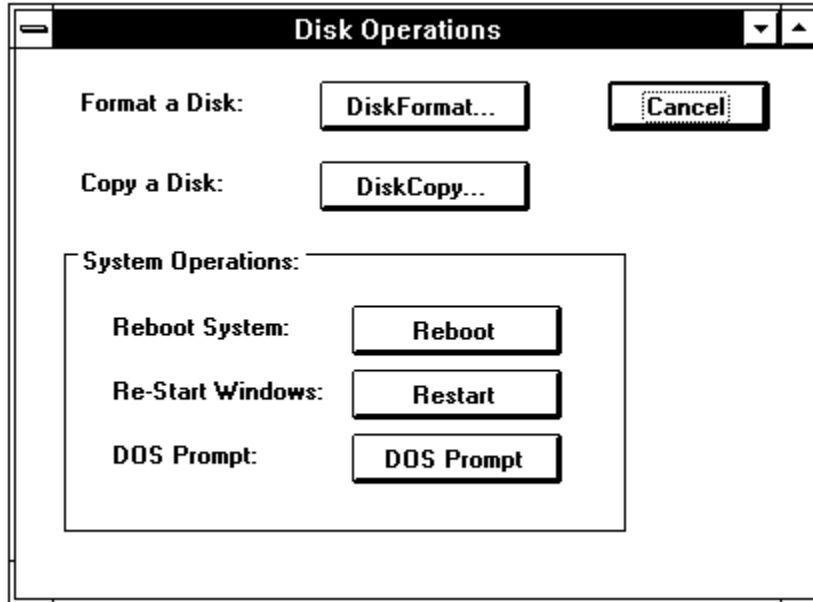 Disk Operations
Format a Disk: DiskFormat... Cancel
Copy a Disk: DiskCopy...
System Operations:
Reboot System: Reboot
Re-Start Windows: Restart
DOS Prompt: DOS Prompt